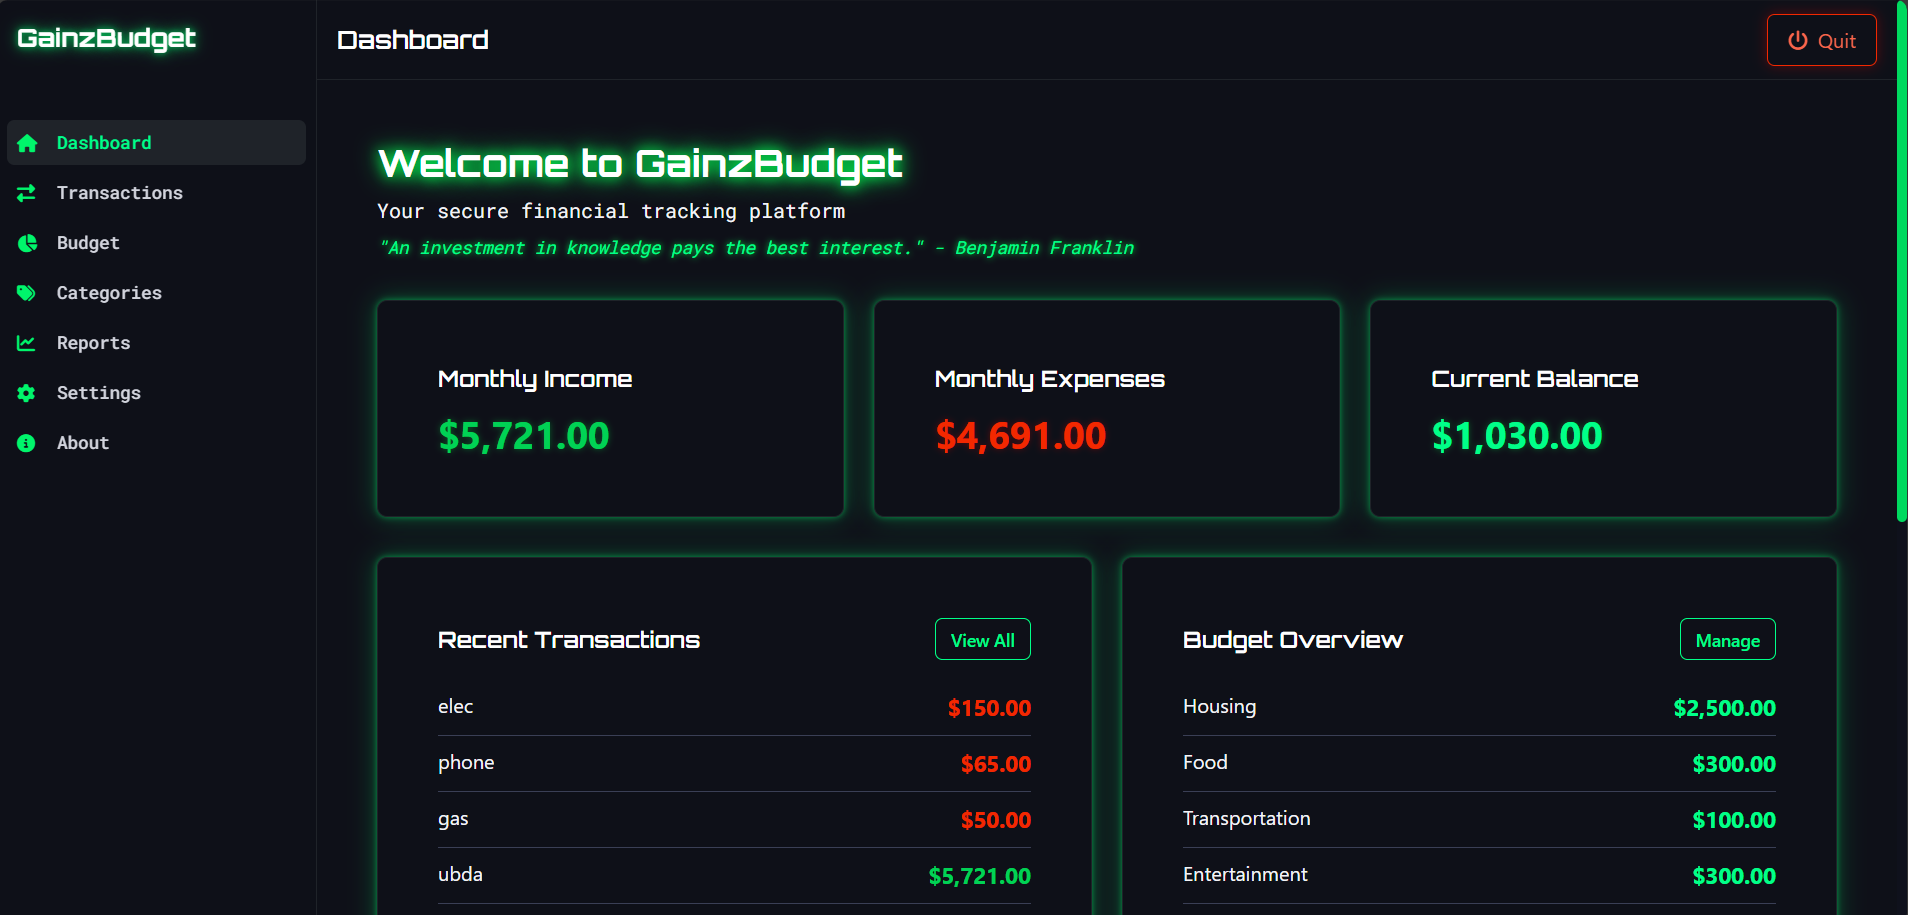 GainzBudget
Dashboard
Quit
Dashboard
Transactions
Budget
Categories
Reports
Settings
About
Welcome to GainzBudget
Your secure financial tracking platform
"An investment in knowledge pays the best interest." - Benjamin Franklin
Monthly Income
$5,721.00
Monthly Expenses
$4,691.00
Current Balance
$1,030.00
Recent Transactions
View All
elec $150.00
phone $65.00
gas $50.00
ubda $5,721.00
Budget Overview
Manage
Housing $2,500.00
Food $300.00
Transportation $100.00
Entertainment $300.00